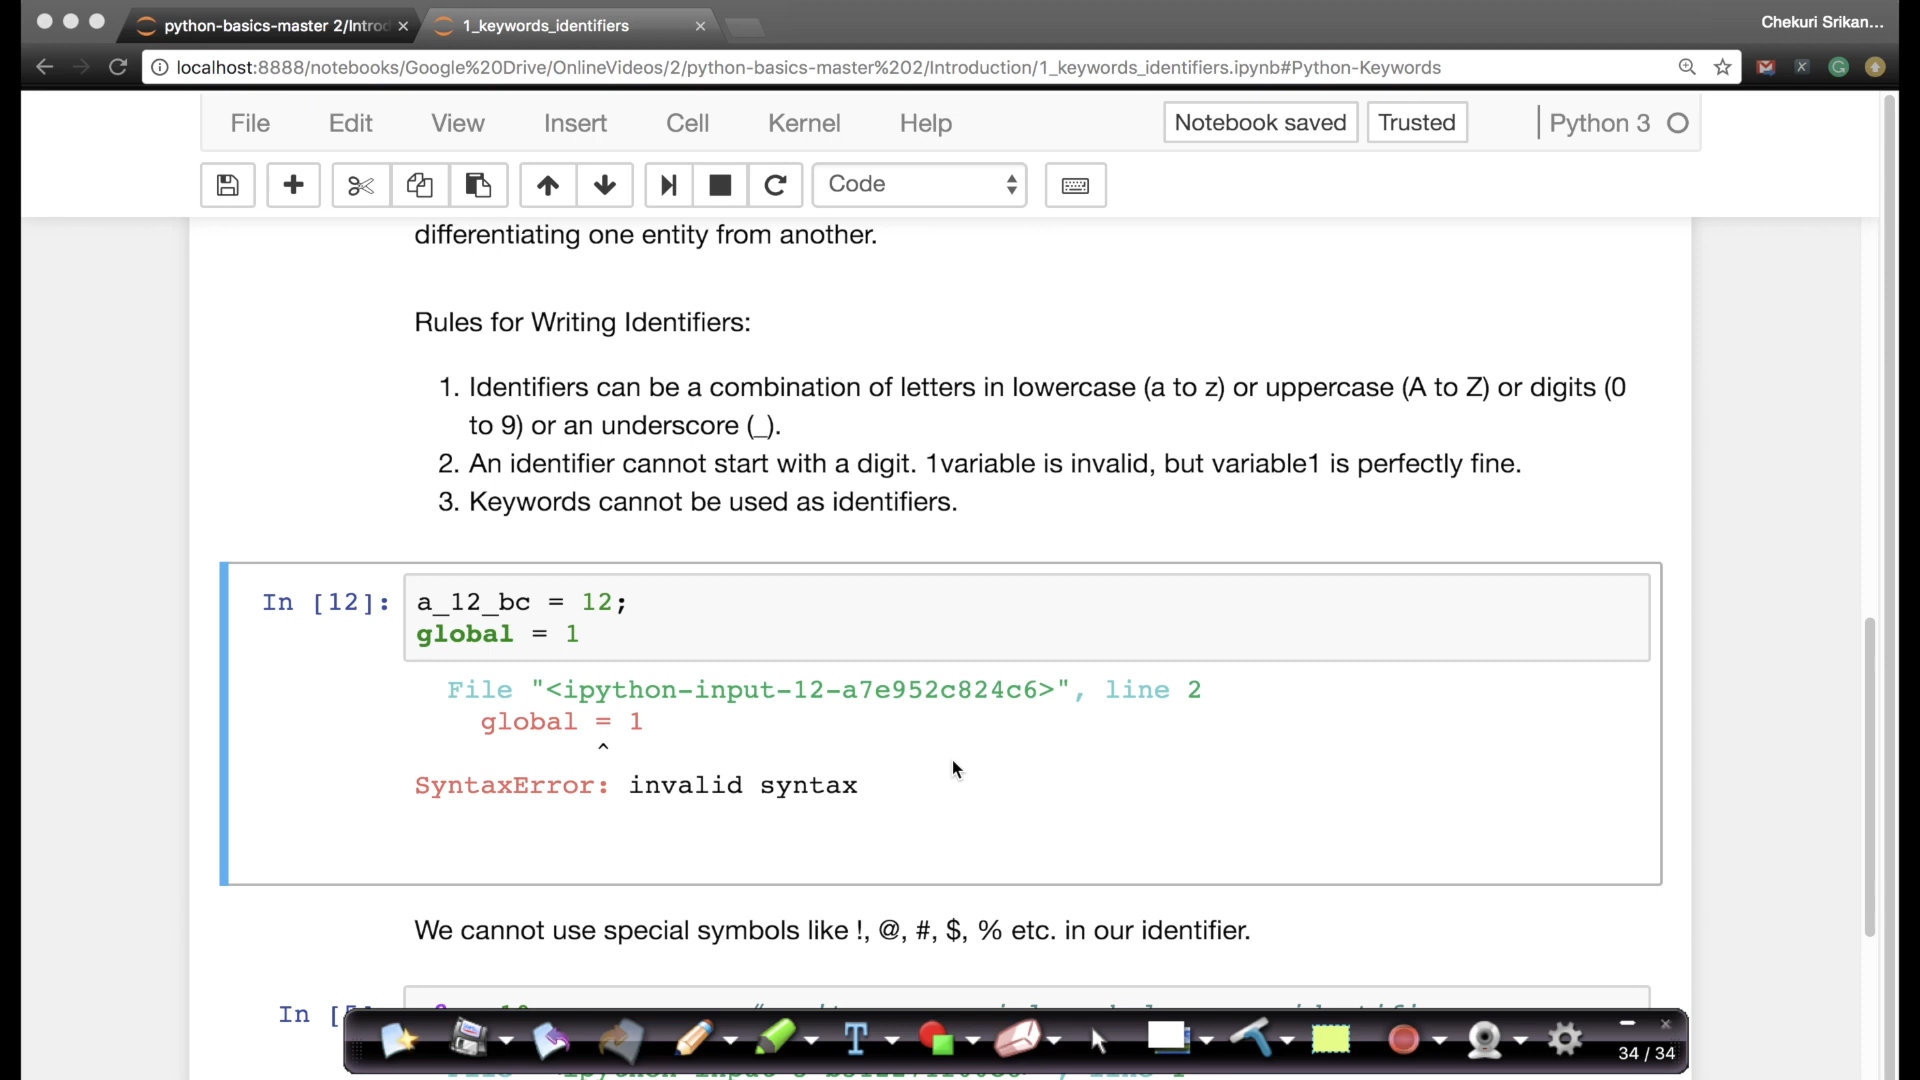 python-basics-master 2/Introd
1_keywords_identifiers
Chekuri Srikan...
localhost:8888/notebooks/Google%20Drive/OnlineVideos/2/python-basics-master%202/Introduction/1_keywords_identifiers.ipynb#Python-Keywords
File Edit View Insert Cell Kernel Help Notebook saved Trusted Python 3
Code
differentiating one entity from another.
Rules for Writing Identifiers:
1. Identifiers can be a combination of letters in lowercase (a to z) or uppercase (A to Z) or digits (0
to 9) or an underscore (_).
2. An identifier cannot start with a digit. 1variable is invalid, but variable1 is perfectly fine.
3. Keywords cannot be used as identifiers.
In [12]: a_12_bc = 12;
global = 1
File "<ipython-input-12-a7e952c824c6>", line 2
global = 1
^
SyntaxError: invalid syntax
We cannot use special symbols like !, @, #, $, % etc. in our identifier.
In [
34 / 34